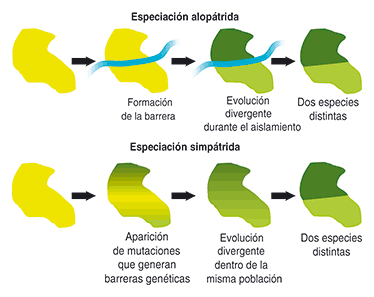 Especiación alopátrida
Formación
de la barrera
Evolución
divergente
durante el aislamiento
Dos especies
distintas
Especiación simpátrida
Aparición
de mutaciones
que generan
barreras genéticas
Evolución
divergente
dentro de la
misma población
Dos especies
distintas